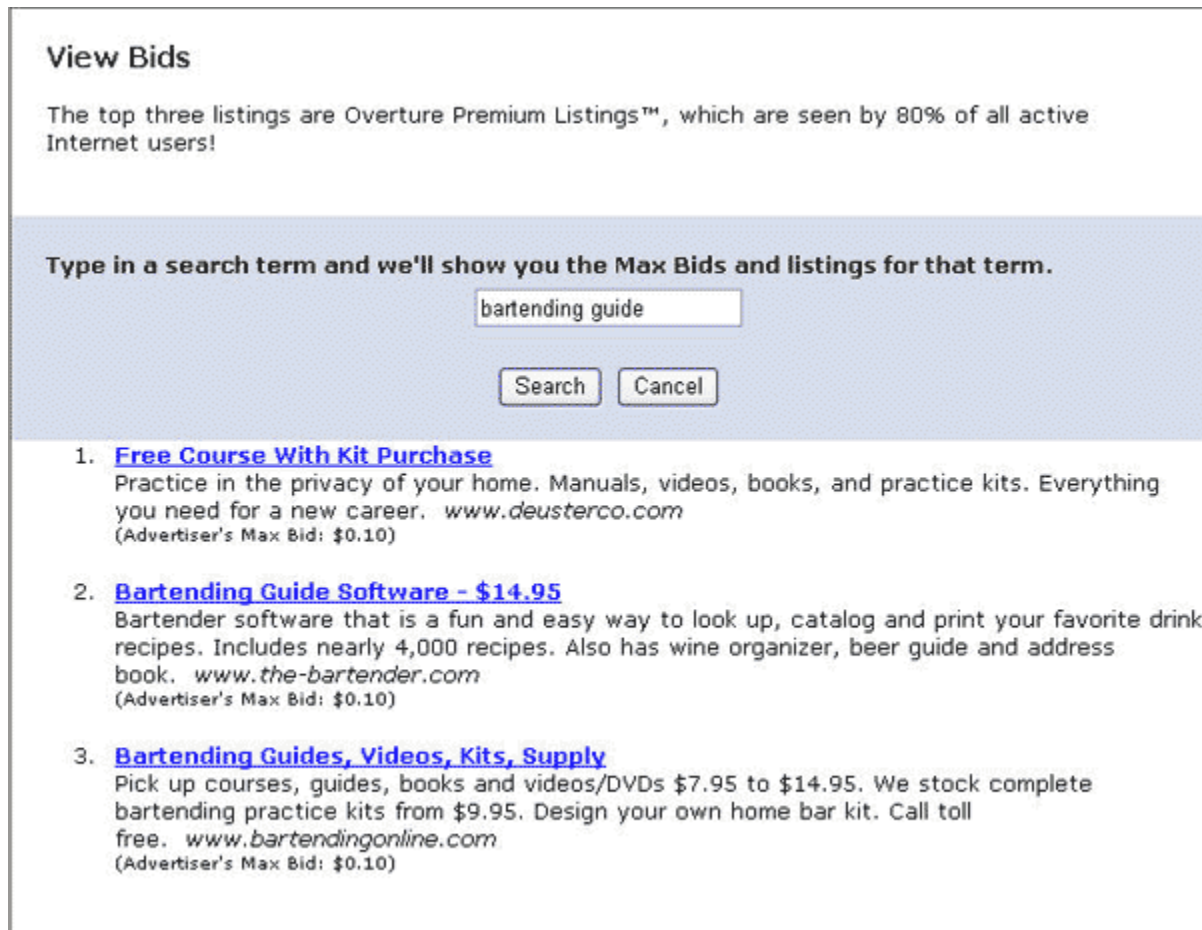 View Bids
The top three listings are Overture Premium Listings™, which are seen by 80% of all active
Internet users!
Type in a search term and we'll show you the Max Bids and listings for that term.
bartending guide
Search Cancel
1. Free Course With Kit Purchase
Practice in the privacy of your home. Manuals, videos, books, and practice kits. Everything
you need for a new career. www.deusterco.com
(Advertiser's Max Bid: $0.10)
2. Bartending Guide Software - $14.95
Bartender software that is a fun and easy way to look up, catalog and print your favorite drink
recipes. Includes nearly 4,000 recipes. Also has wine organizer, beer guide and address
book. www.the-bartender.com
(Advertiser's Max Bid: $0.10)
3. Bartending Guides, Videos, Kits, Supply
Pick up courses, guides, books and videos/DVDs $7.95 to $14.95. We stock complete
bartending practice kits from $9.95. Design your own home bar kit. Call toll
free. www.bartendingonline.com
(Advertiser's Max Bid: $0.10)